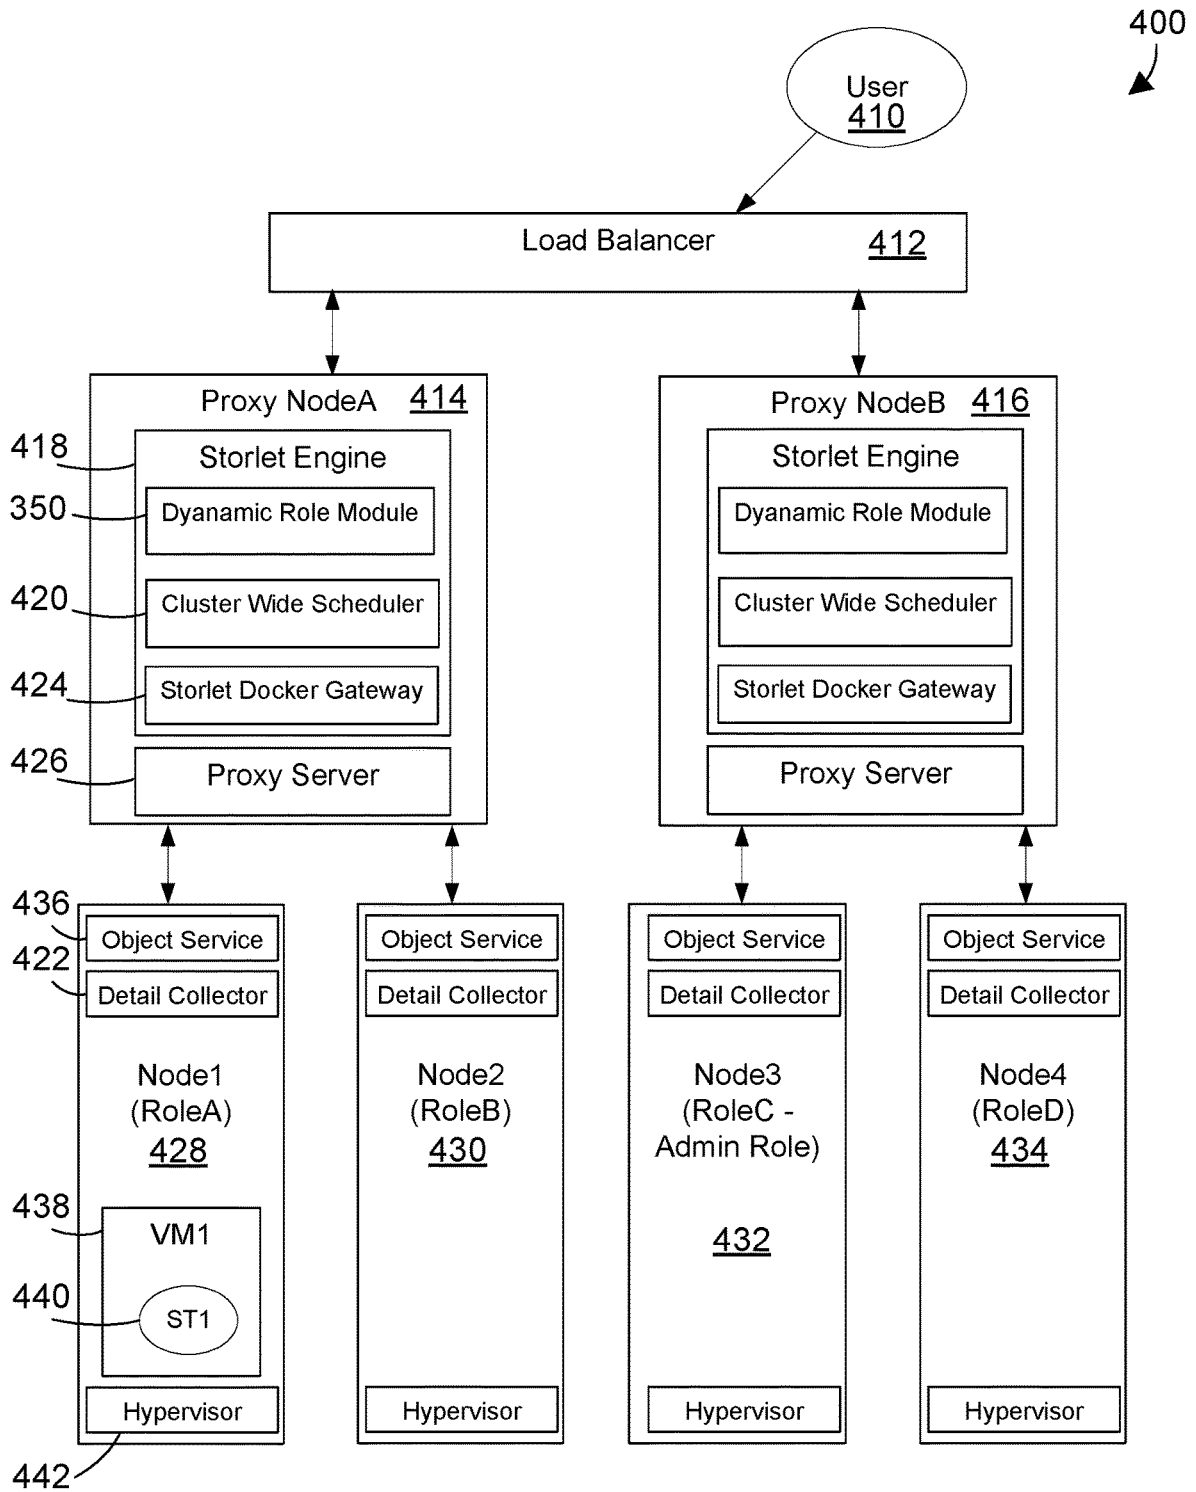 400
User
410
Load Balancer 412
Proxy NodeA 414
Proxy NodeB 416
418
Storlet Engine
Storlet Engine
350
Dyanamic Role Module
Dyanamic Role Module
420
Cluster Wide Scheduler
Cluster Wide Scheduler
424
Storlet Docker Gateway
Storlet Docker Gateway
426
Proxy Server
Proxy Server
436
Object Service
Object Service
Object Service
Object Service
422
Detail Collector
Detail Collector
Detail Collector
Detail Collector
Node1
(RoleA)
428
Node2
(RoleB)
430
Node3
(RoleC -
Admin Role)
432
Node4
(RoleD)
434
438
VM1
440
ST1
Hypervisor
Hypervisor
Hypervisor
Hypervisor
442